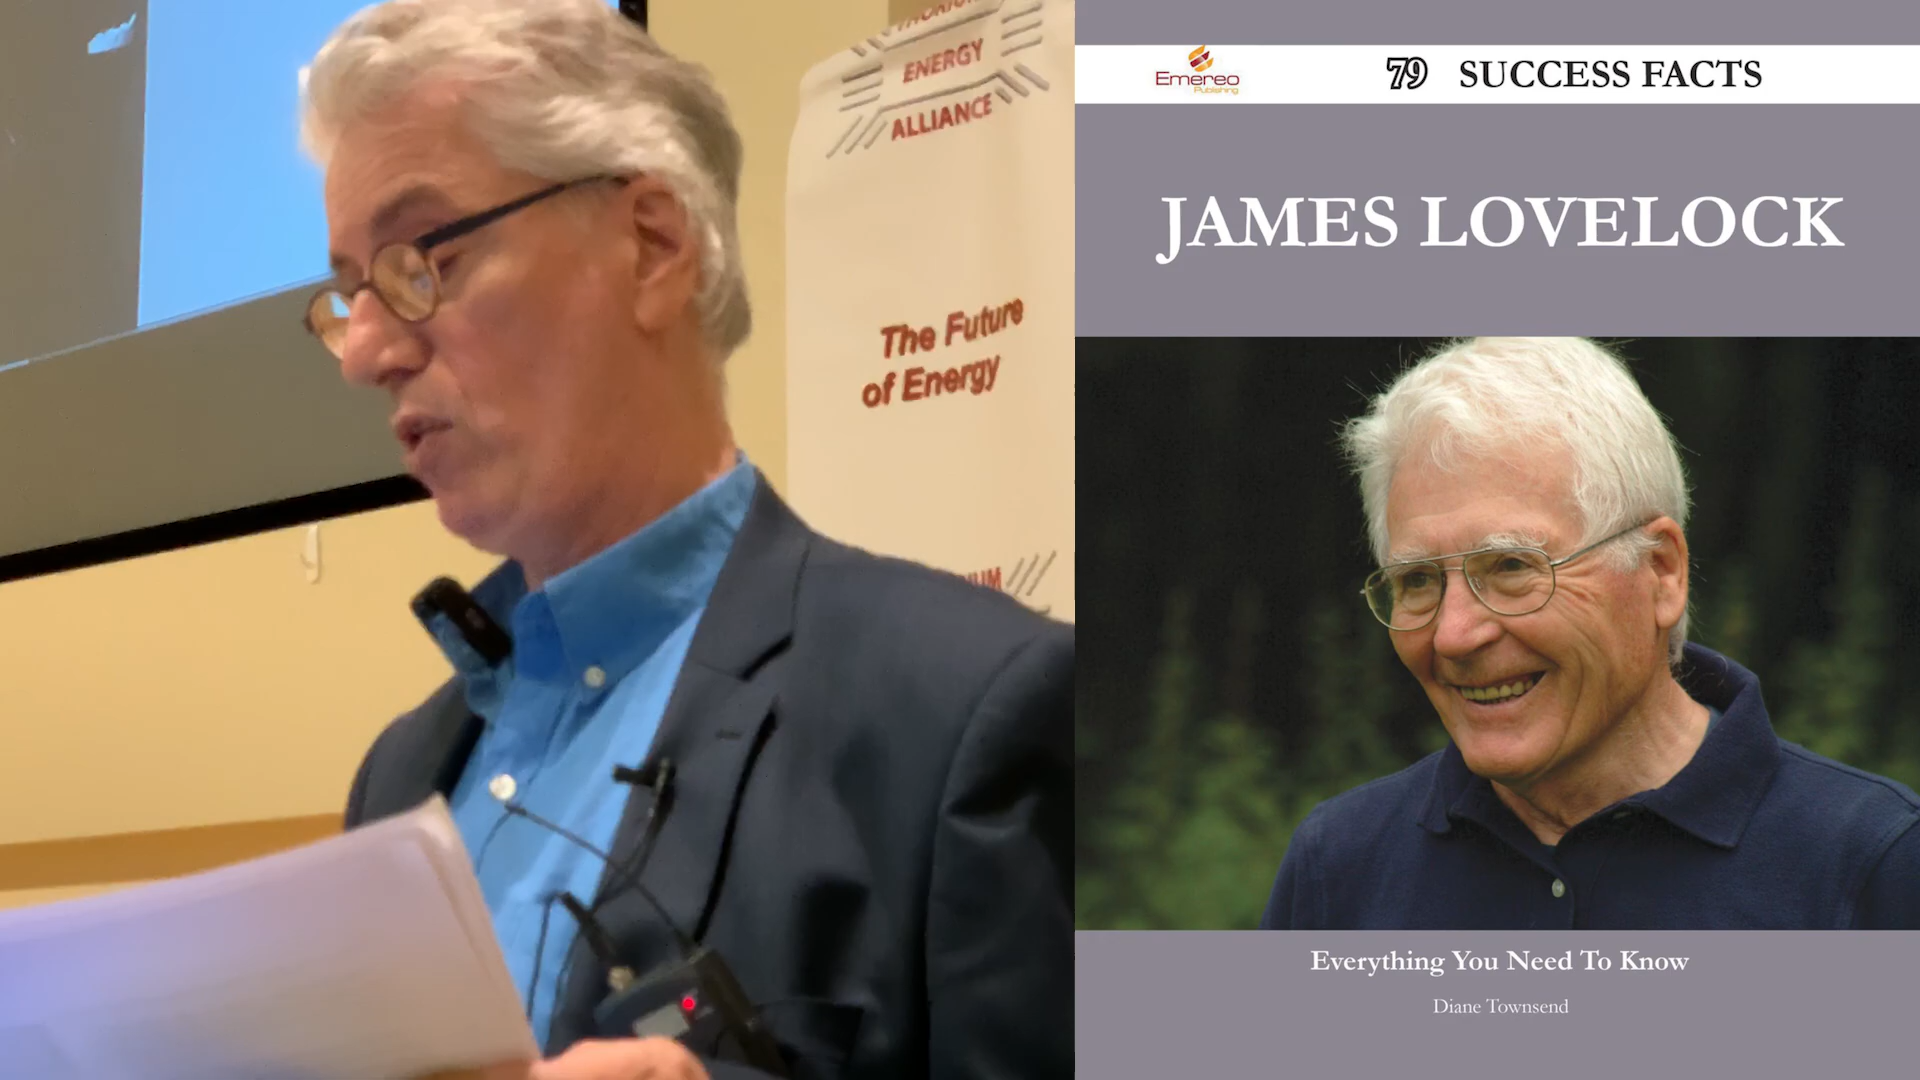 THORIUM
ENERGY
ALLIANCE
The Future
of Energy
Emereo
Publishing
79 SUCCESS FACTS
JAMES LOVELOCK
Everything You Need To Know
Diane Townsend